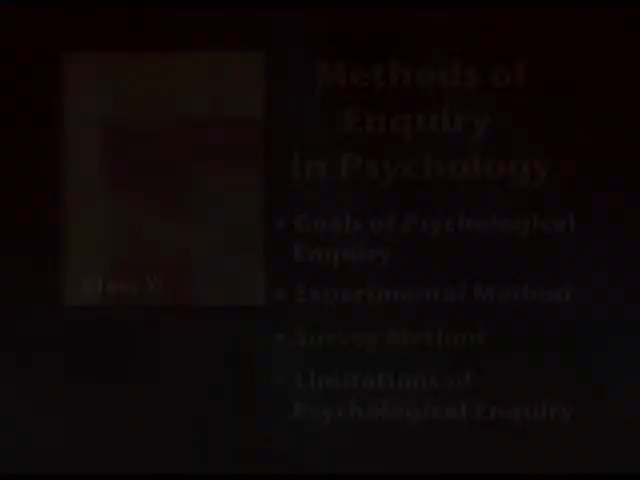 Methods of
Enquiry
in Psychology
• Goals of Psychological
Enquiry
• Experimental Method
• Survey Method
• Limitations of
Psychological Enquiry